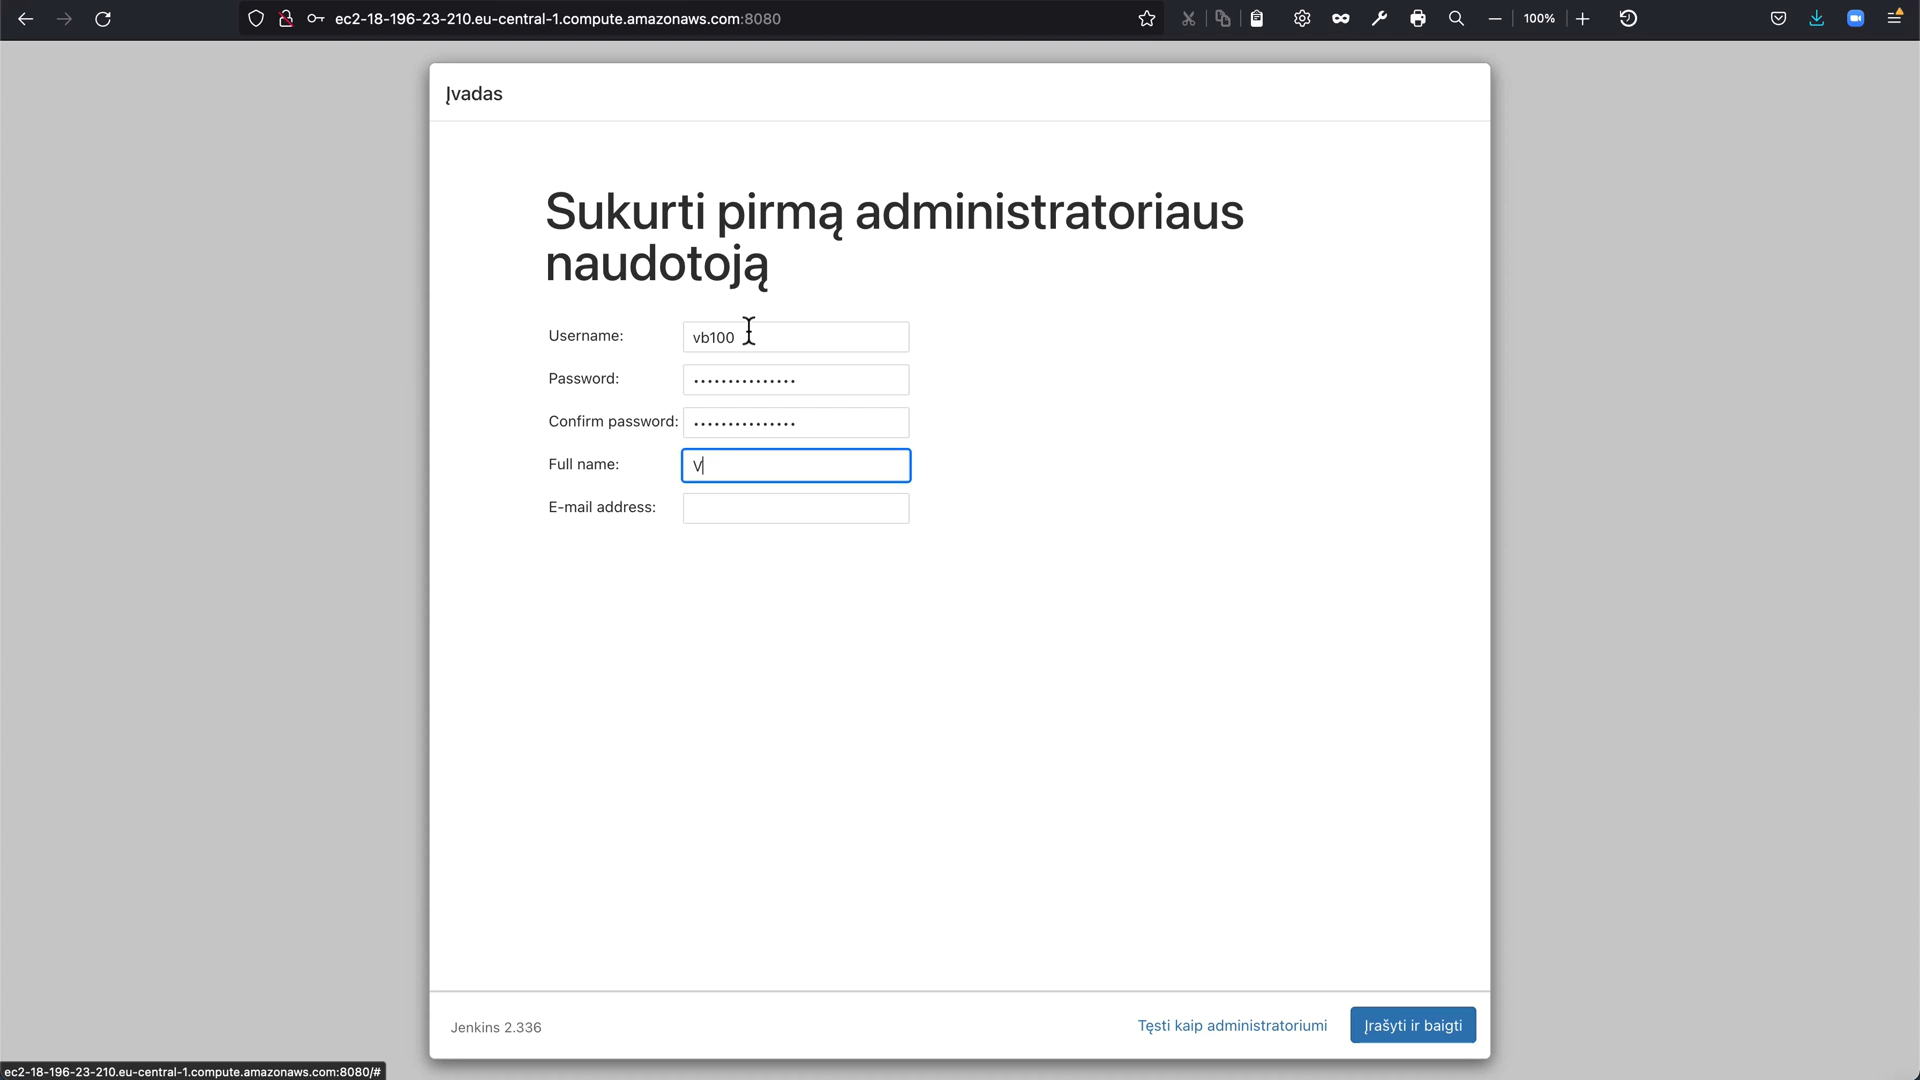 ec2-18-196-23-210.eu-central-1.compute.amazonaws.com:8080
100%
Įvadas
Sukurti pirmą administratoriaus
naudotoją
Username:
vb100
Password:
•••••••••••••••
Confirm password:
•••••••••••••••
Full name:
V
E-mail address:
Jenkins 2.336
Tęsti kaip administratoriumi
Įrašyti ir baigti
ec2-18-196-23-210.eu-central-1.compute.amazonaws.com:8080/#